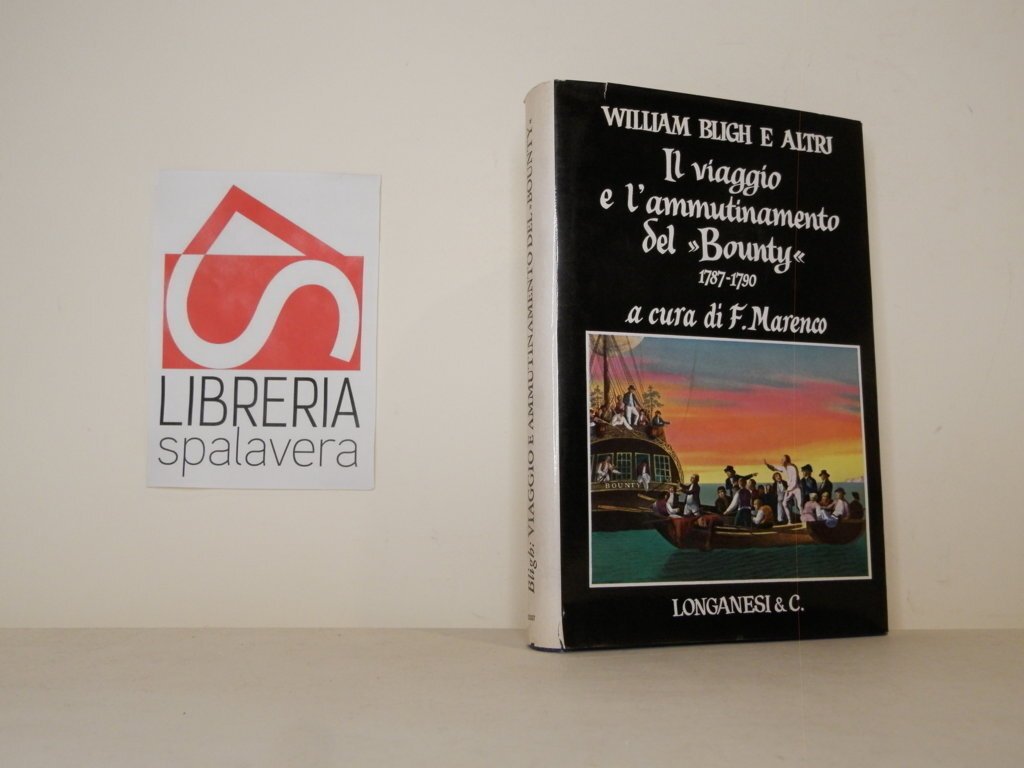 LIBRERIA
spalavera
Bligh: VIAGGIO E AMMUTINAMENTO DEL »BOUNTY«
WILLIAM BLIGH E ALTRI
Il viaggio
e l'ammutinamento
del »Bounty«
1787-1790
a cura di F. Marenco
BOUNTY
LONGANESI & C.